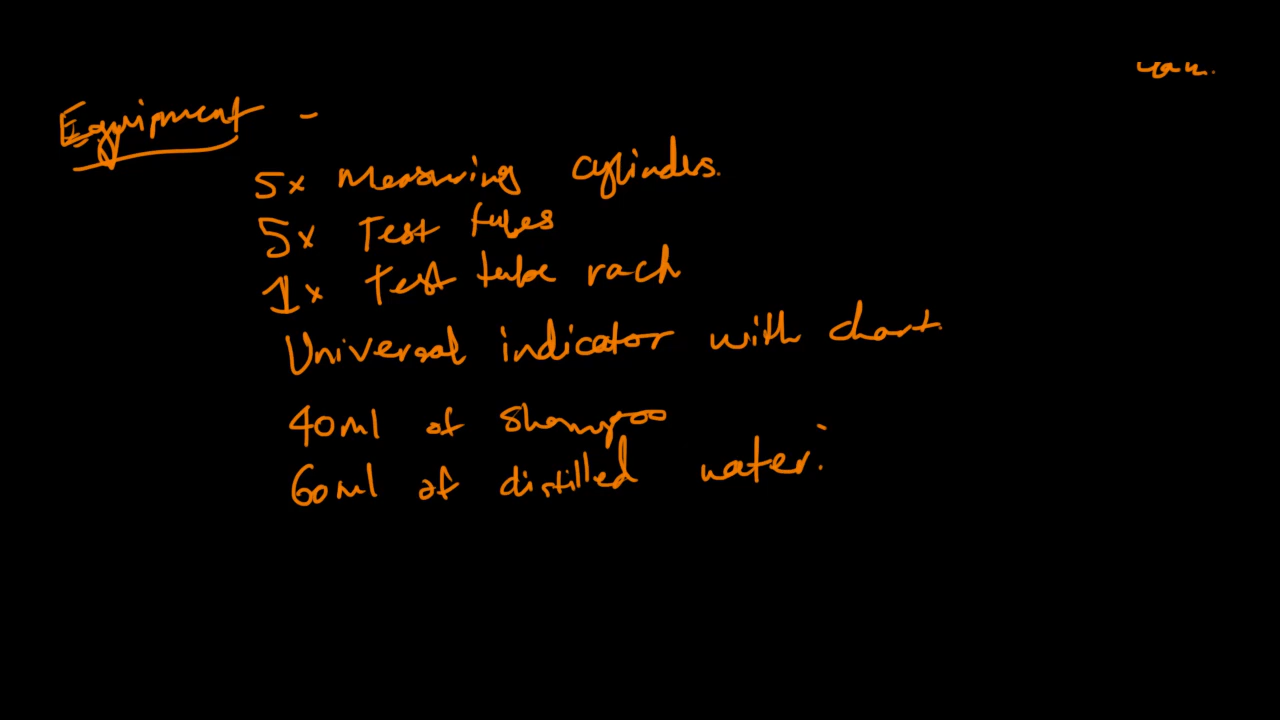 Equipment -
5x Measuring cylinders.
5x Test tubes
1x Test tube rack
Universal indicator with chart.
40ml of Shampoo
60ml of distilled water.